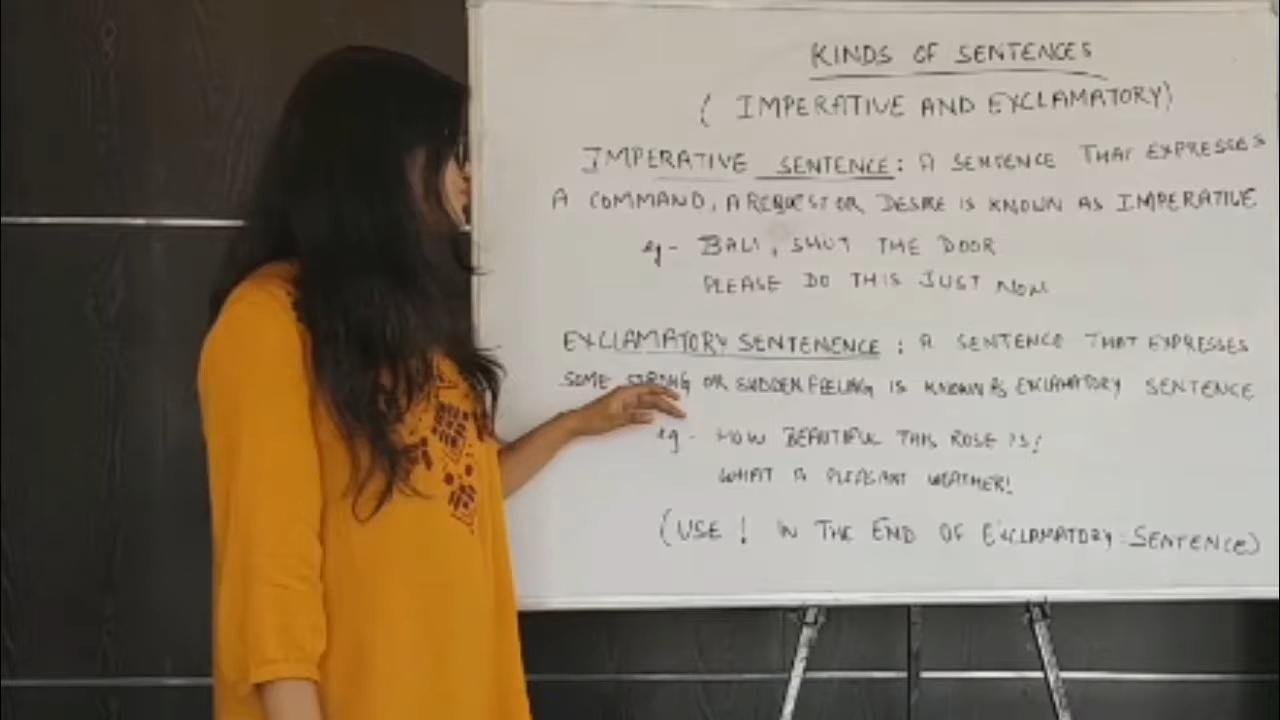 KINDS OF SENTENCES
( IMPERATIVE AND EXCLAMATORY)
IMPERATIVE SENTENCE : A SENTENCE THAT EXPRESSES
A COMMAND, A REQUEST OR DESIRE IS KNOWN AS IMPERATIVE
eg- BALI, SHUT THE DOOR
PLEASE DO THIS JUST NOW
EXCLAMATORY SENTENENCE : A SENTENCE THAT EXPRESSES
SOME STRONG OR SUDDEN FEELING IS KNOWN AS EXCLAMATORY SENTENCE
eg- HOW BEAUTIFUL THIS ROSE IS!
WHAT A PLEASANT WEATHER!
(USE ! IN THE END OF EXCLAMATORY SENTENCE)